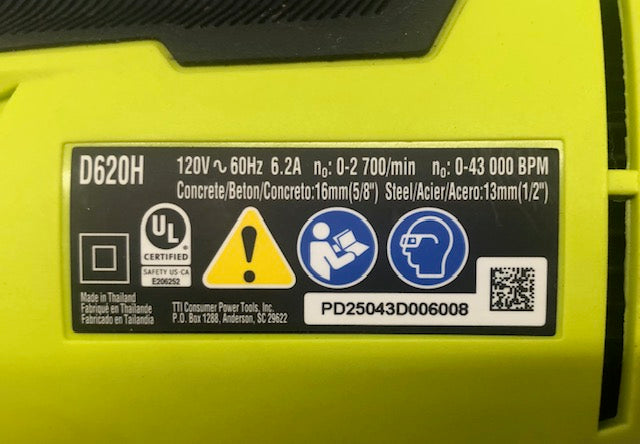 D620H
120V ∿ 60Hz 6.2A n₀: 0-2 700/min n₀: 0-43 000 BPM
Concrete/Beton/Concreto:16mm(5/8") Steel/Acier/Acero:13mm(1/2")
UL
CERTIFIED
SAFETY US-CA
E206252
Made in Thailand
Fabriqué en Thaïlande
Fabricado en Tailandia
TTI Consumer Power Tools, Inc.
P.O. Box 1288, Anderson, SC 29622
PD25043D006008